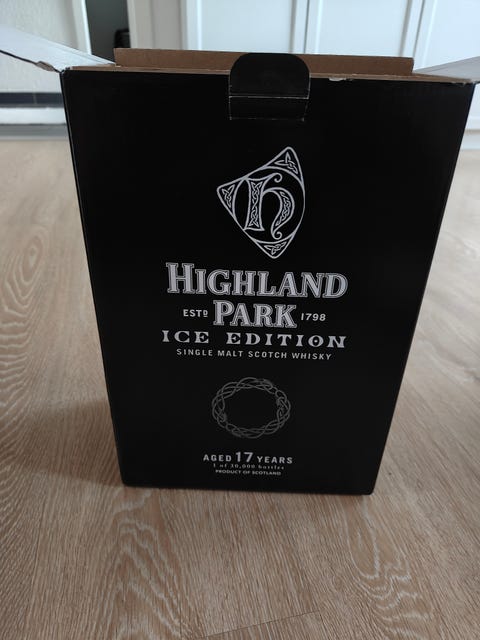 H
HIGHLAND
ESTD PARK 1798
ICE EDITION
SINGLE MALT SCOTCH WHISKY
AGED 17 YEARS
1 of 30,000 bottles
PRODUCT OF SCOTLAND